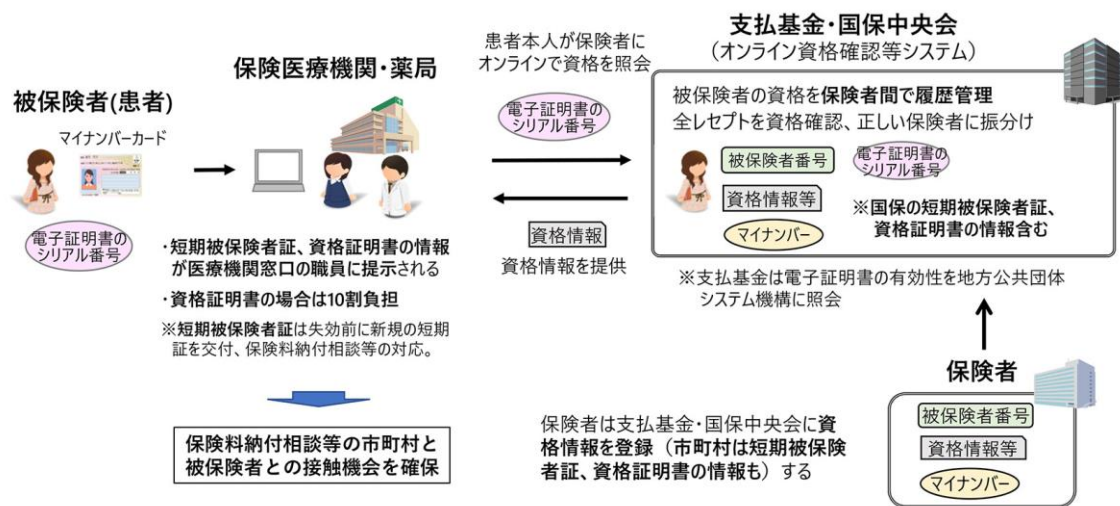 被保険者(患者)
マイナンバーカード
電子証明書の
シリアル番号
保険医療機関・薬局
・短期被保険者証、資格証明書の情報
が医療機関窓口の職員に提示される
・資格証明書の場合は10割負担
※短期被保険者証は失効前に新規の短期
証を交付、保険料納付相談等の対応。
保険料納付相談等の市町村と
被保険者との接触機会を確保
患者本人が保険者に
オンラインで資格を照会
電子証明書の
シリアル番号
資格情報
資格情報を提供
支払基金・国保中央会
(オンライン資格確認等システム)
被保険者の資格を保険者間で履歴管理
全レセプトを資格確認、正しい保険者に振分け
被保険者番号
電子証明書の
シリアル番号
資格情報等
マイナンバー
※国保の短期被保険者証、
資格証明書の情報含む
※支払基金は電子証明書の有効性を地方公共団体
システム機構に照会
保険者
被保険者番号
資格情報等
マイナンバー
保険者は支払基金・国保中央会に資
格情報を登録(市町村は短期被保険
者証、資格証明書の情報も)する